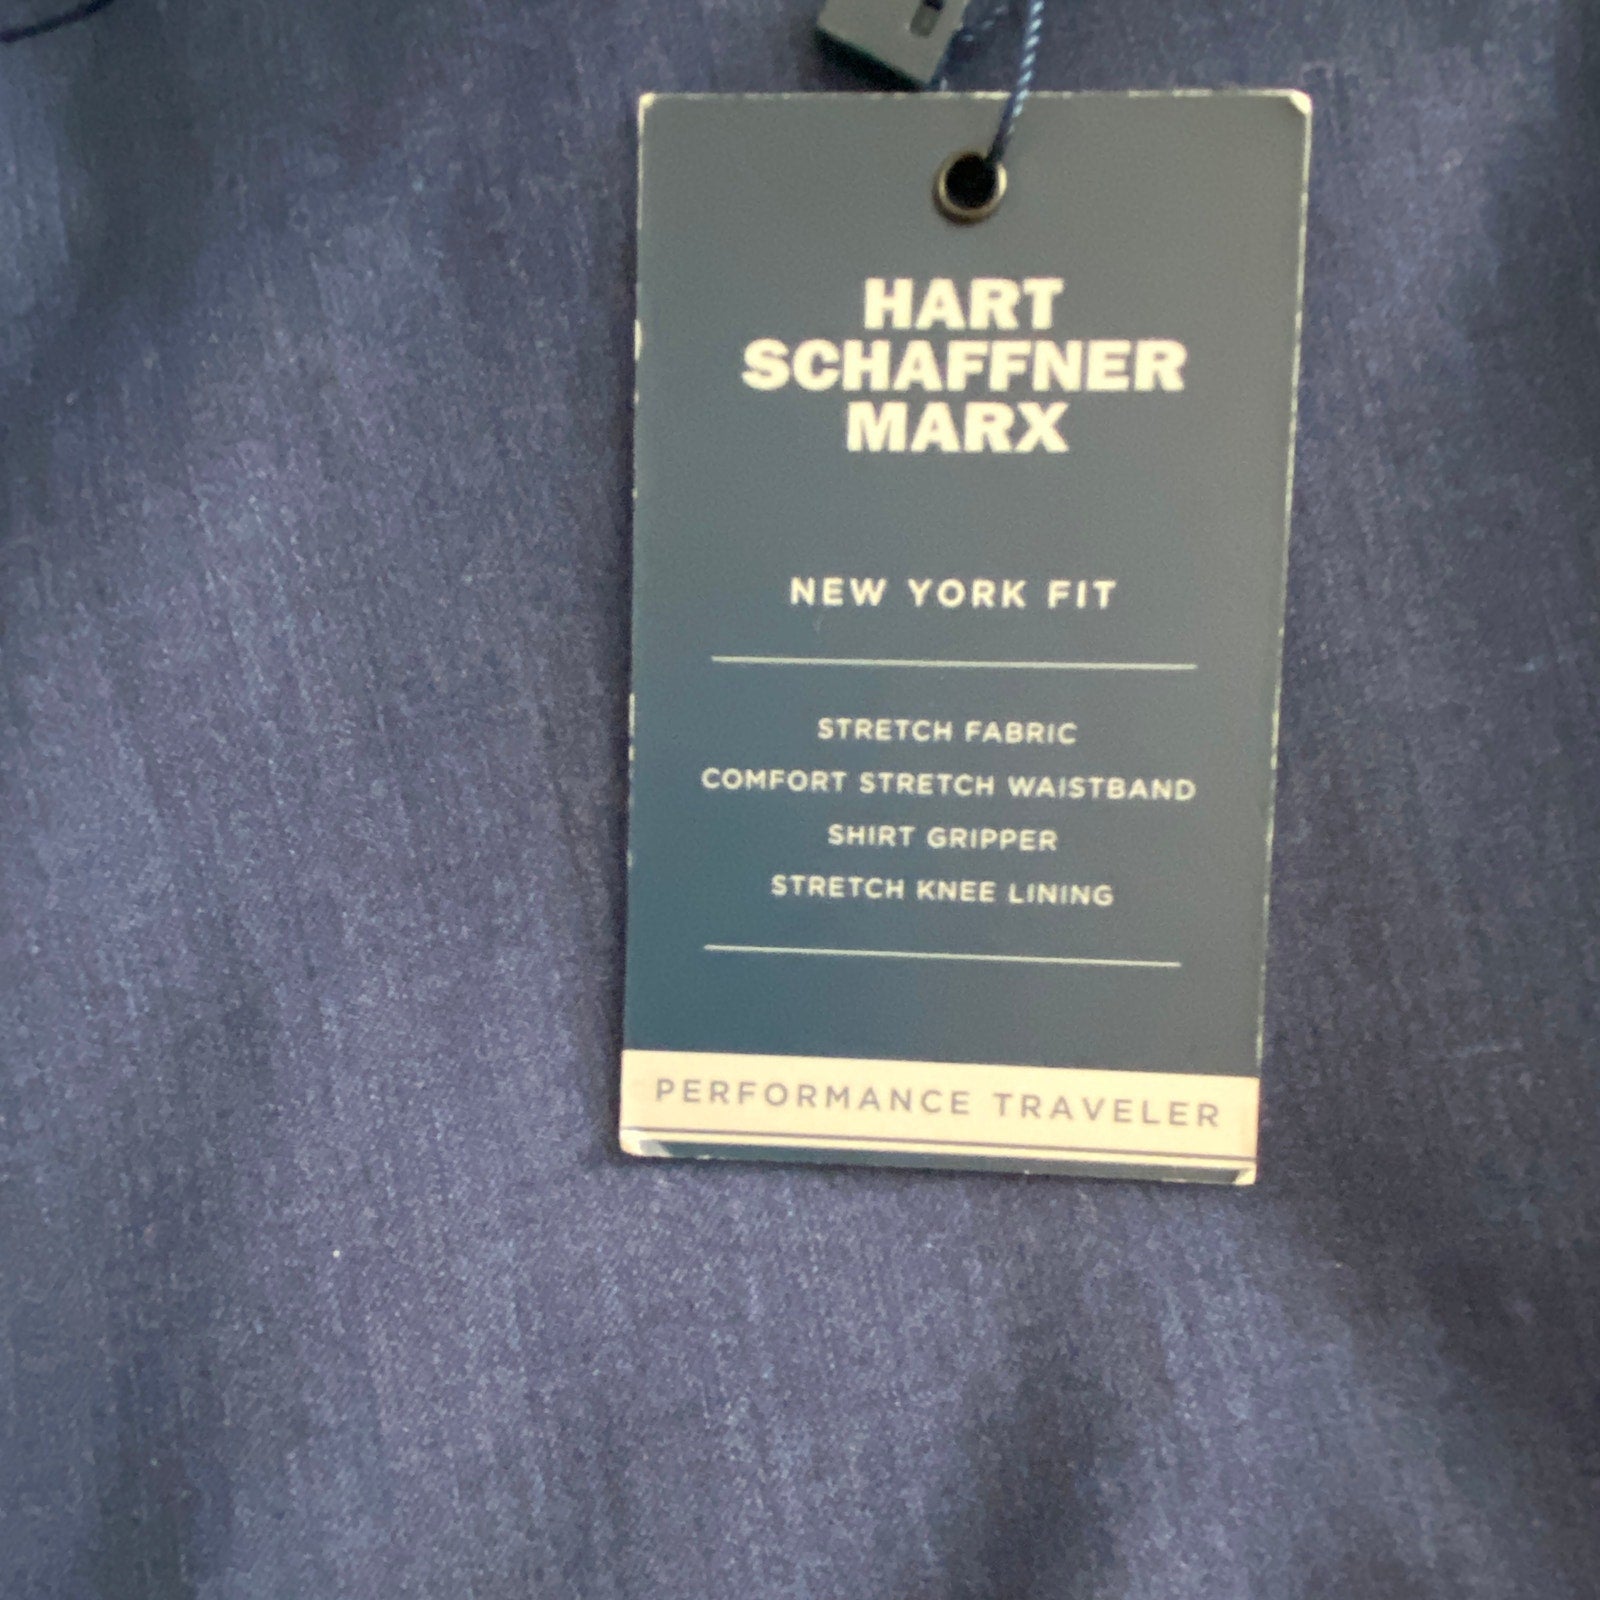 HART
SCHAFFNER
MARX
NEW YORK FIT
STRETCH FABRIC
COMFORT STRETCH WAISTBAND
SHIRT GRIPPER
STRETCH KNEE LINING
PERFORMANCE TRAVELER